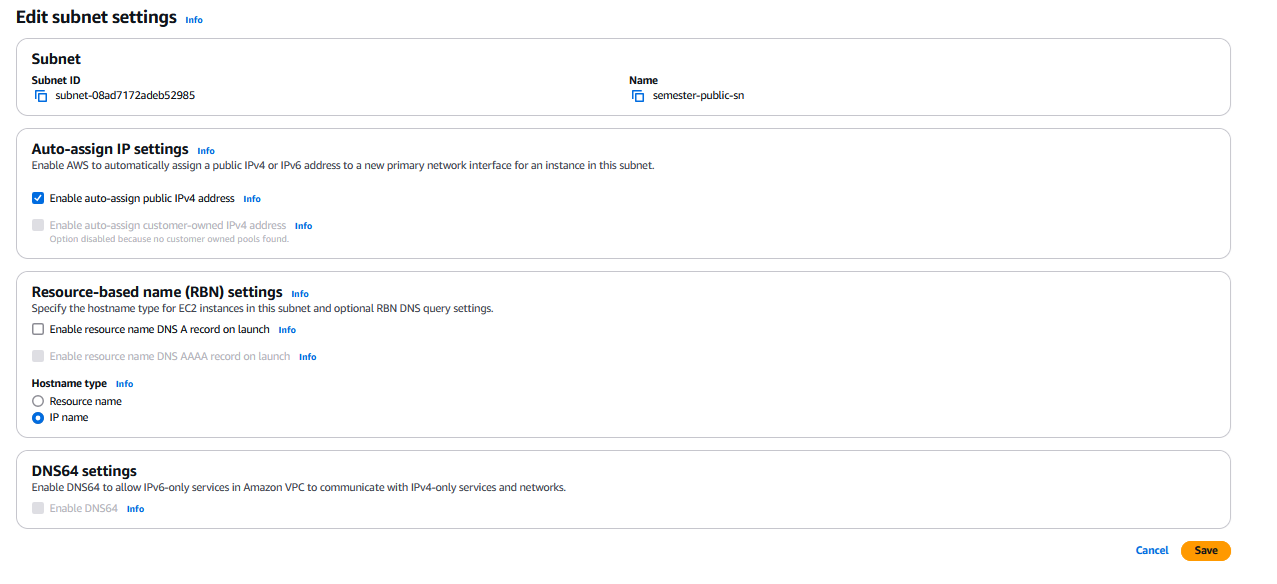 Edit subnet settings Info
Subnet
Subnet ID
subnet-08ad7172adeb52985
Name
semester-public-sn
Auto-assign IP settings Info
Enable AWS to automatically assign a public IPv4 or IPv6 address to a new primary network interface for an instance in this subnet.
Enable auto-assign public IPv4 address Info
Enable auto-assign customer-owned IPv4 address Info
Option disabled because no customer owned pools found.
Resource-based name (RBN) settings Info
Specify the hostname type for EC2 instances in this subnet and optional RBN DNS query settings.
Enable resource name DNS A record on launch Info
Enable resource name DNS AAAA record on launch Info
Hostname type Info
Resource name
IP name
DNS64 settings
Enable DNS64 to allow IPv6-only services in Amazon VPC to communicate with IPv4-only services and networks.
Enable DNS64 Info
Cancel Save